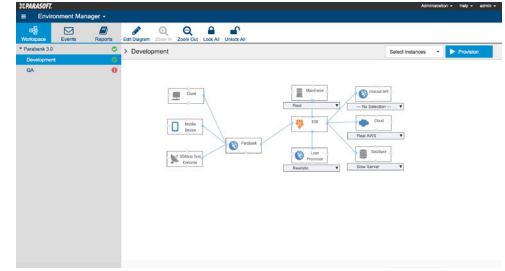 PARASOFT.
Administration Help admin
Environment Manager
Workspace Events Reports Edit Diagram Zoom In Zoom Out Lock All Unlock All
Parabank 3.0
Development
QA
> Development
Select Instances Provision
Client
Mobile
Device
SOAtest Test
Executor
Parabank
Mainframe
Real
ESB
Loan
Processor
Realistic
Internal API
-- No Selection --
Cloud
Real AWS
Database
Slow Server